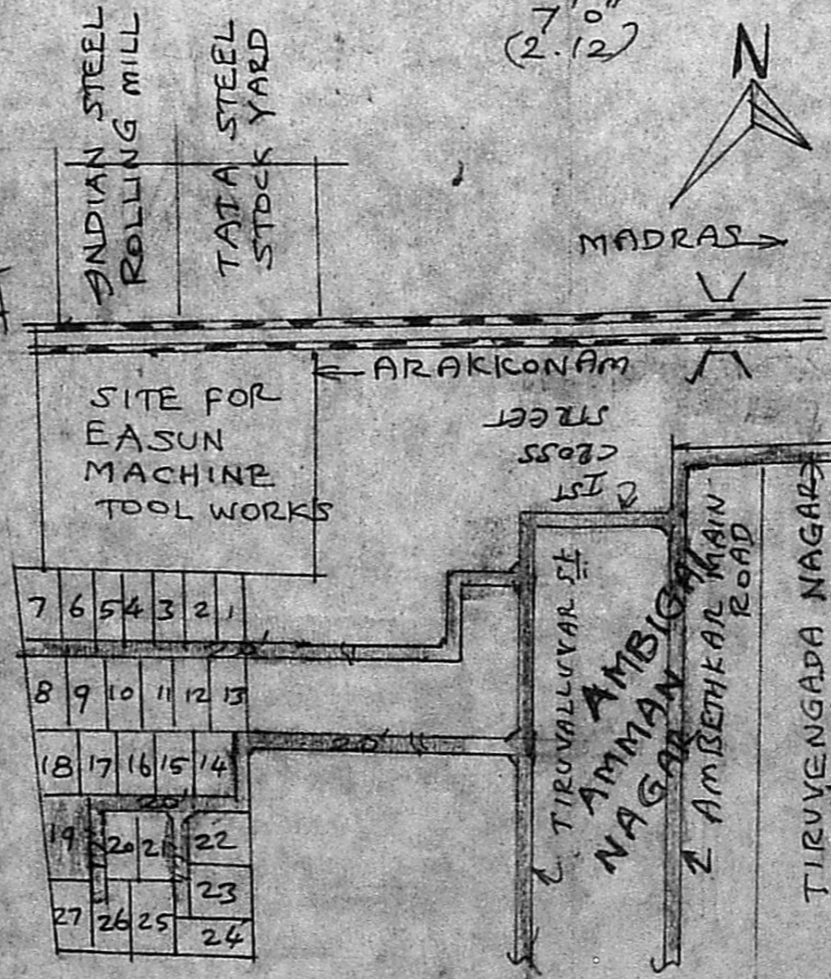 7' 0"
(2.12)
N
ANDIAN STEEL
ROLLING MILL
TATA STEEL
STOCK YARD
MADRAS
ARAKKONAM
SITE FOR
EASUN
MACHINE
TOOL WORKS
IST
CROSS
STREET
7 6 5 4 3 2 1
20'
8 9 10 11 12 13
20'
18 17 16 15 14
20'
19 20 21 22
23
27 26 25
24
TIRUVALLUVAR St
AMBIGAI
AMMAN
NAGAR
AMBETHKAR MAIN
ROAD
TIRUVENGADA NAGAR